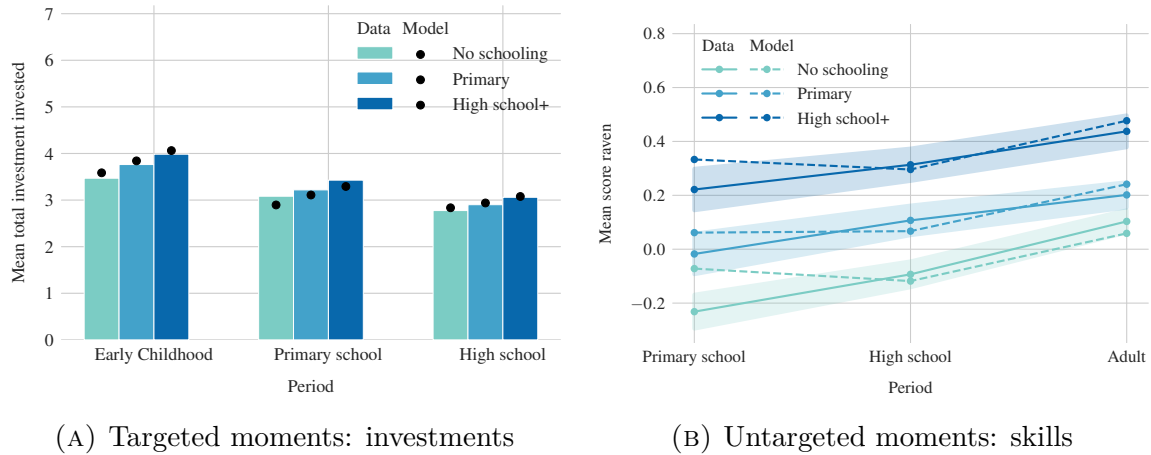 7
6
5
4
3
2
1
0
Mean total investment invested
Data Model
No schooling
Primary
High school+
Early Childhood Primary school High school
Period
(A) Targeted moments: investments
0.8
0.6
0.4
0.2
0.0
−0.2
Mean score raven
Data Model
No schooling
Primary
High school+
Primary school High school Adult
Period
(B) Untargeted moments: skills